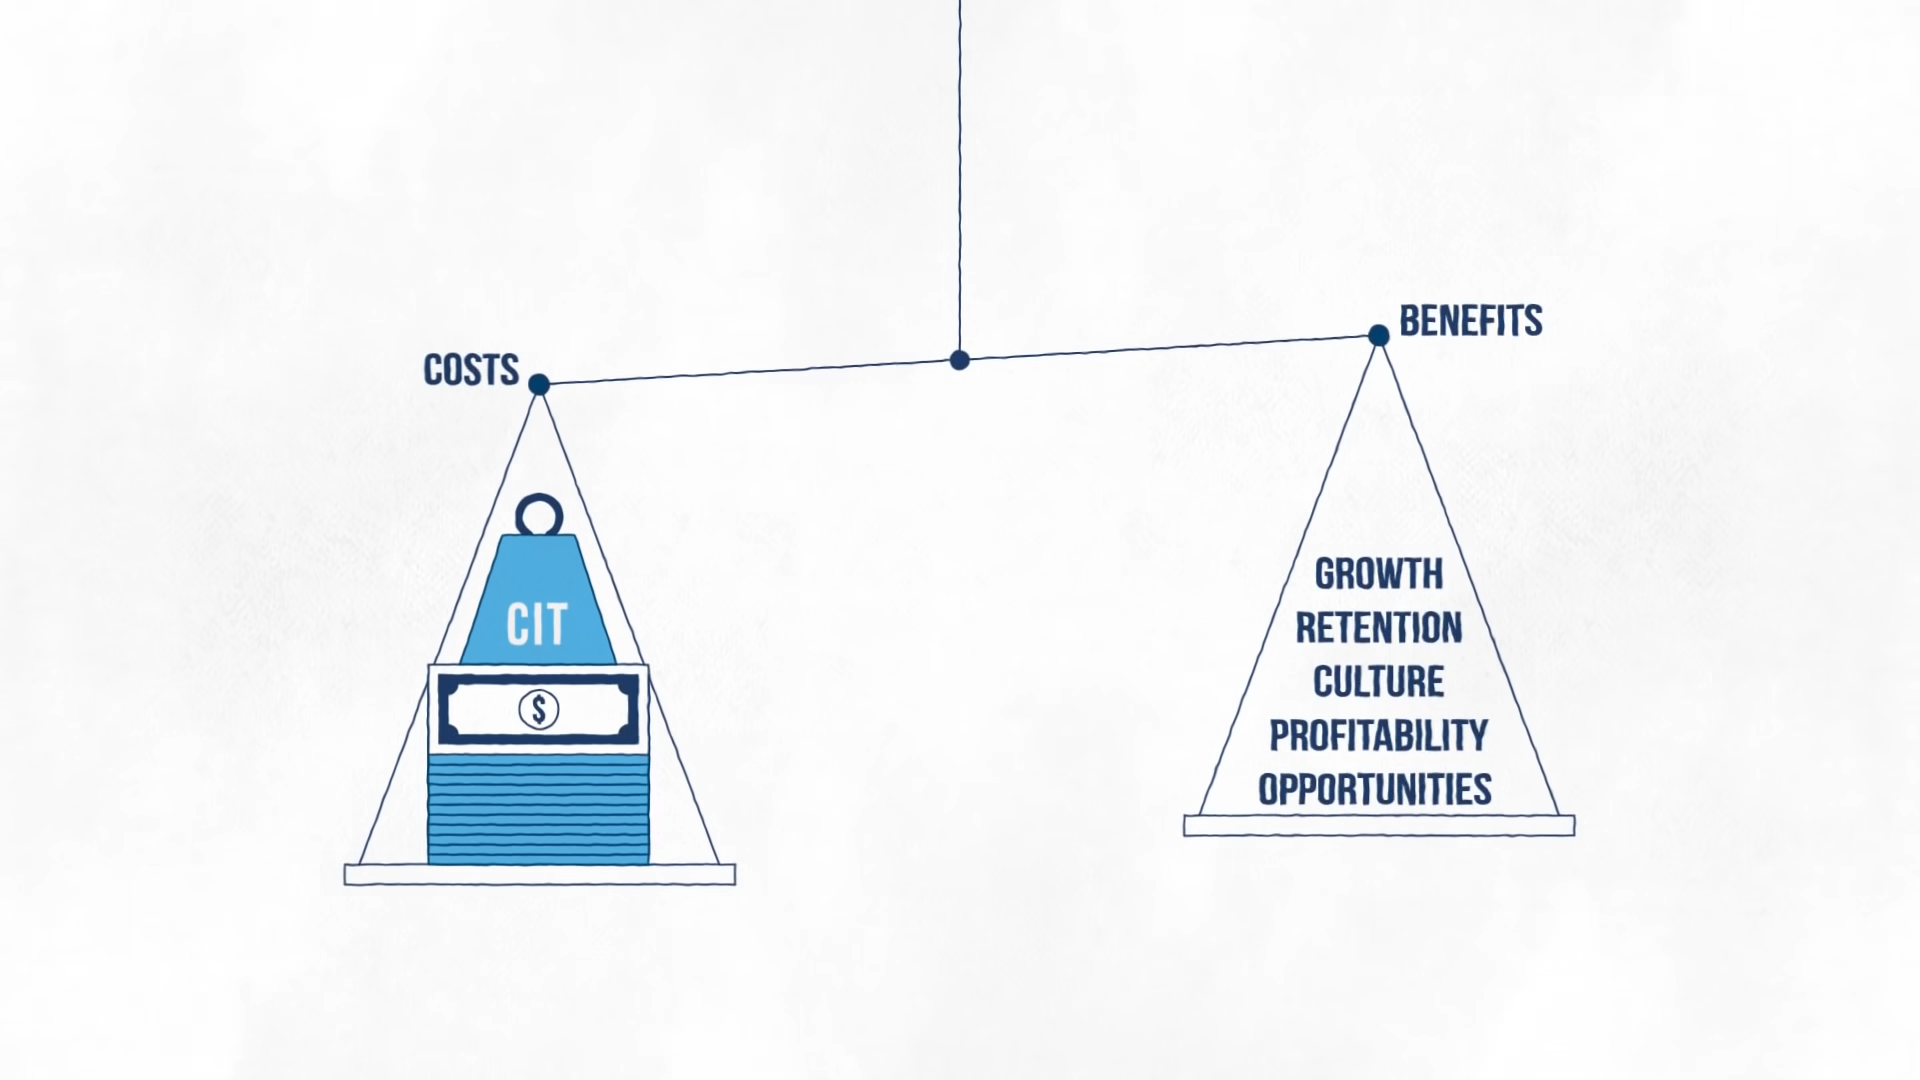 COSTS
BENEFITS
CIT
$
GROWTH
RETENTION
CULTURE
PROFITABILITY
OPPORTUNITIES